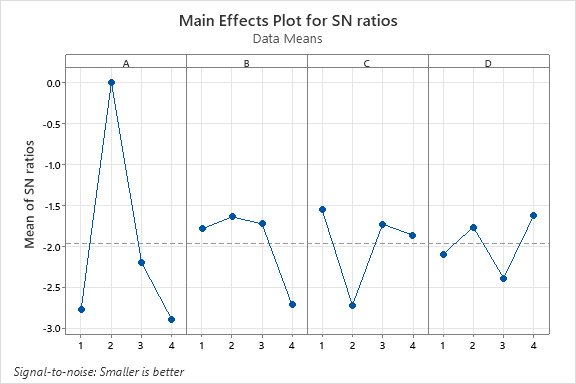 Main Effects Plot for SN ratios
Data Means
A B C D
Mean of SN ratios
0.0
-0.5
-1.0
-1.5
-2.0
-2.5
-3.0
1 2 3 4 1 2 3 4 1 2 3 4 1 2 3 4
Signal-to-noise: Smaller is better